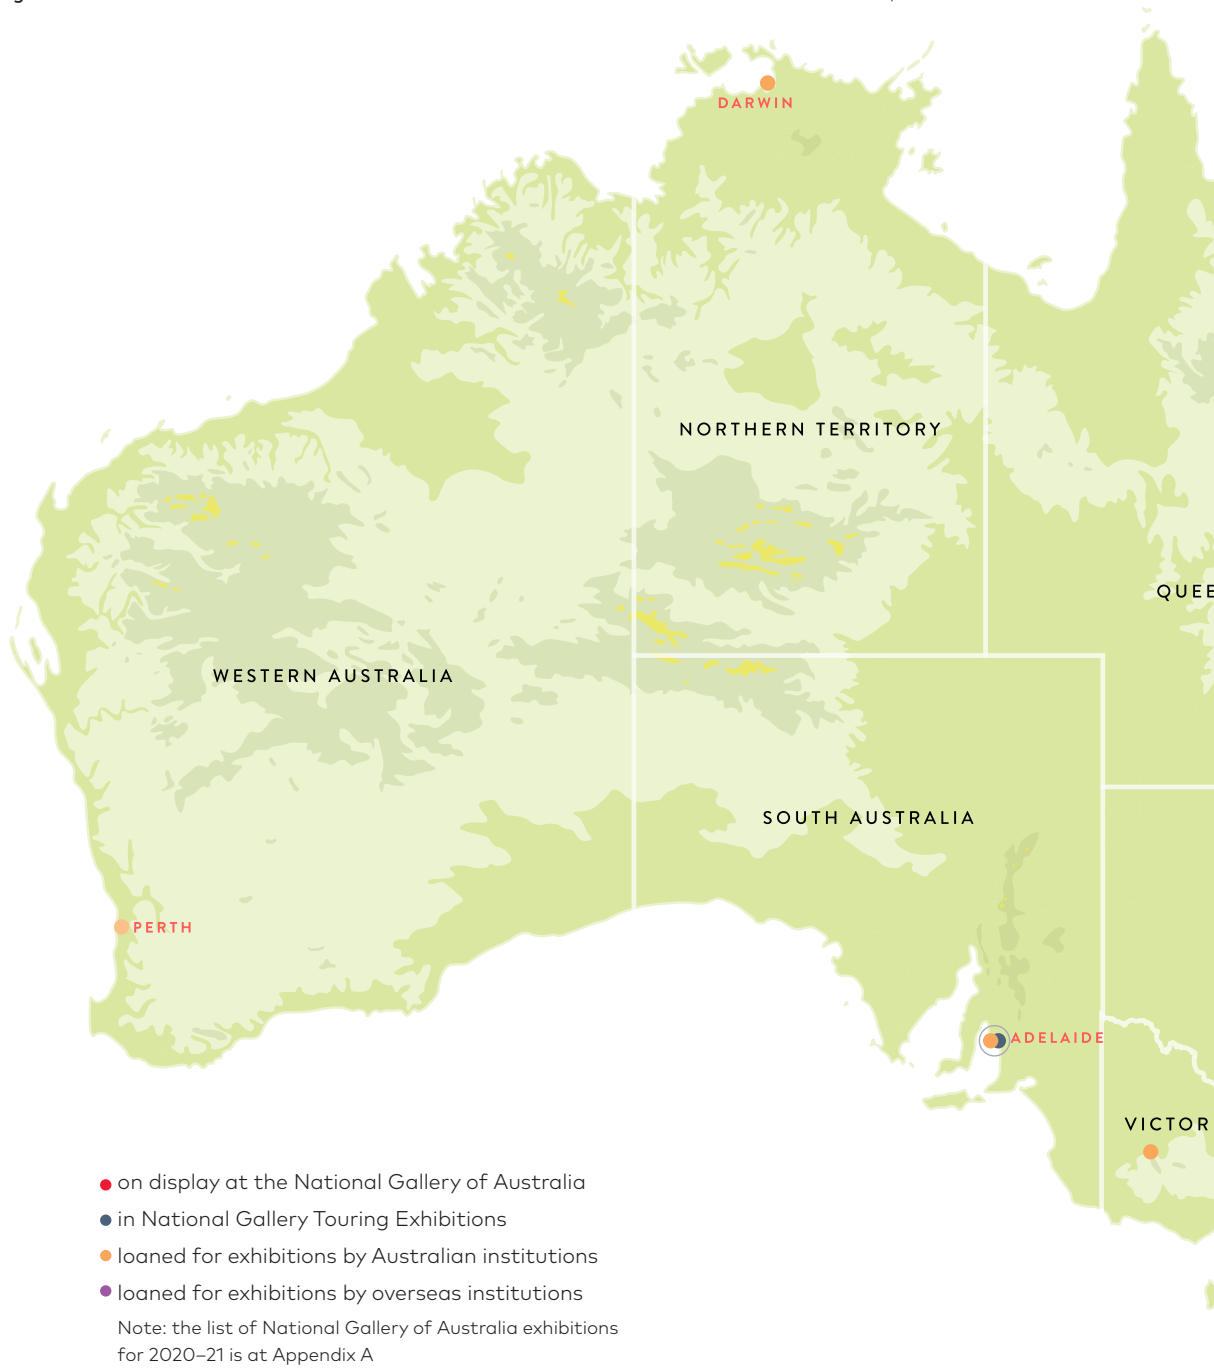 DARWIN
NORTHERN TERRITORY
QUEE
WESTERN AUSTRALIA
SOUTH AUSTRALIA
PERTH
ADELAIDE
VICTOR
on display at the National Gallery of Australia
in National Gallery Touring Exhibitions
loaned for exhibitions by Australian institutions
loaned for exhibitions by overseas institutions
Note: the list of National Gallery of Australia exhibitions
for 2020–21 is at Appendix A